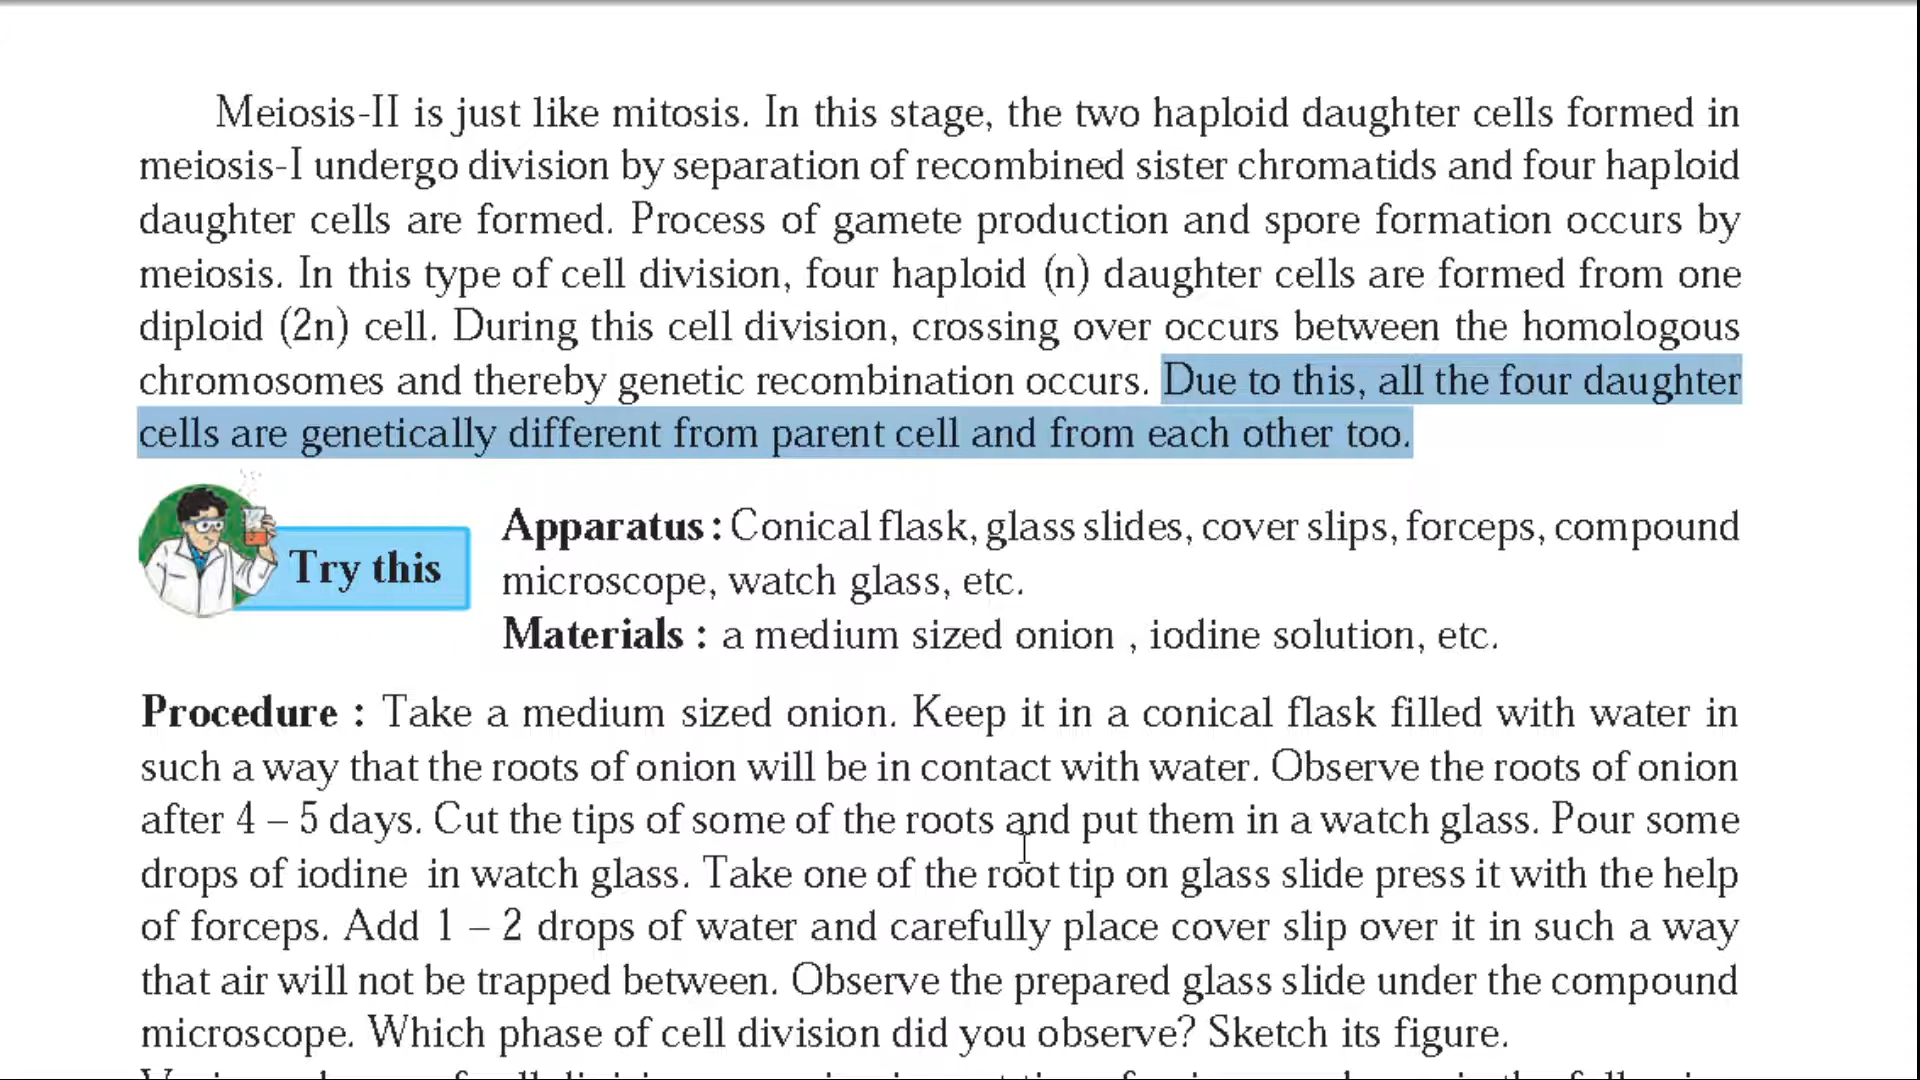 Meiosis-II is just like mitosis. In this stage, the two haploid daughter cells formed in
meiosis-I undergo division by separation of recombined sister chromatids and four haploid
daughter cells are formed. Process of gamete production and spore formation occurs by
meiosis. In this type of cell division, four haploid (n) daughter cells are formed from one
diploid (2n) cell. During this cell division, crossing over occurs between the homologous
chromosomes and thereby genetic recombination occurs. Due to this, all the four daughter
cells are genetically different from parent cell and from each other too.
Try this
Apparatus : Conical flask, glass slides, cover slips, forceps, compound
microscope, watch glass, etc.
Materials : a medium sized onion , iodine solution, etc.
Procedure : Take a medium sized onion. Keep it in a conical flask filled with water in
such a way that the roots of onion will be in contact with water. Observe the roots of onion
after 4 – 5 days. Cut the tips of some of the roots and put them in a watch glass. Pour some
drops of iodine in watch glass. Take one of the root tip on glass slide press it with the help
of forceps. Add 1 – 2 drops of water and carefully place cover slip over it in such a way
that air will not be trapped between. Observe the prepared glass slide under the compound
microscope. Which phase of cell division did you observe? Sketch its figure.